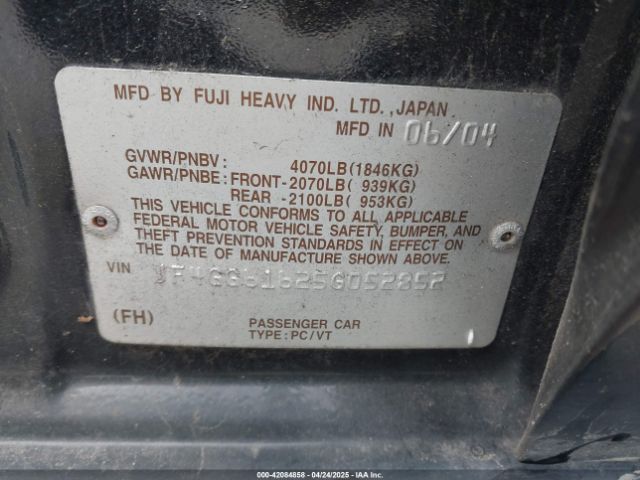 MFD BY FUJI HEAVY IND. LTD., JAPAN
MFD IN 06/04
GVWR/PNBV: 4070LB(1846KG)
GAWR/PNBE: FRONT-2070LB( 939KG)
REAR -2100LB( 953KG)
THIS VEHICLE CONFORMS TO ALL APPLICABLE
FEDERAL MOTOR VEHICLE SAFETY, BUMPER, AND
THEFT PREVENTION STANDARDS IN EFFECT ON
THE DATE OF MANUFACTURE SHOWN ABOVE.
VIN JF4GG61625G052852
(FH) PASSENGER CAR
TYPE: PC/VT
000-42084858 - 04/24/2025 - IAAI.COM